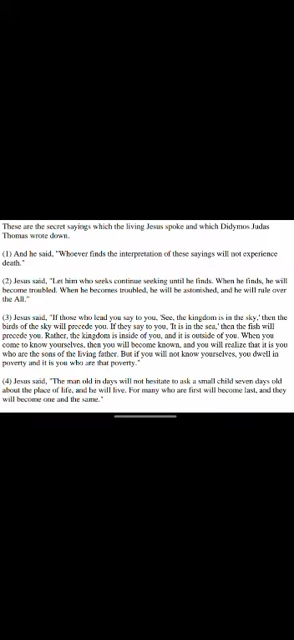 These are the secret sayings which the living Jesus spoke and which Didymos Judas
Thomas wrote down.
(1) And he said, "Whoever finds the interpretation of these sayings will not experience
death."
(2) Jesus said, "Let him who seeks continue seeking until he finds. When he finds, he will
become troubled. When he becomes troubled, he will be astonished, and he will rule over
the All."
(3) Jesus said, "If those who lead you say to you, 'See, the kingdom is in the sky,' then the
birds of the sky will precede you. If they say to you, 'It is in the sea,' then the fish will
precede you. Rather, the kingdom is inside of you, and it is outside of you. When you
come to know yourselves, then you will become known, and you will realize that it is you
who are the sons of the living father. But if you will not know yourselves, you dwell in
poverty and it is you who are that poverty."
(4) Jesus said, "The man old in days will not hesitate to ask a small child seven days old
about the place of life, and he will live. For many who are first will become last, and they
will become one and the same."